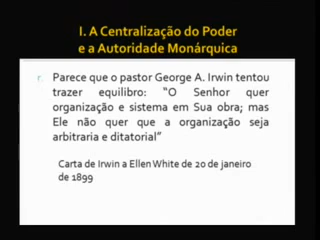 I. A Centralização do Poder
e a Autoridade Monárquica
r. Parece que o pastor George A. Irwin tentou
trazer equilibro: "O Senhor quer
organização e sistema em Sua obra; mas
Ele não quer que a organização seja
arbitraria e ditatorial"
Carta de Irwin a Ellen White de 20 de janeiro
de 1899